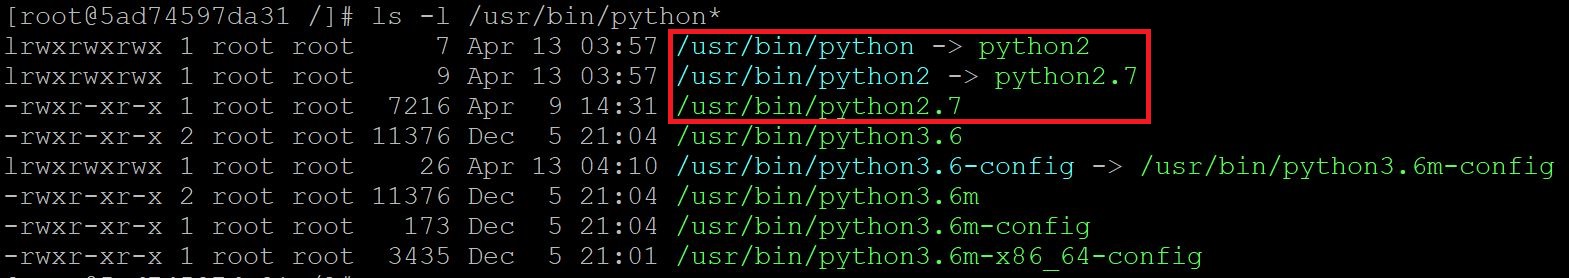 [root@5ad74597da31 /]# ls -l /usr/bin/python*
lrwxrwxrwx 1 root root     7 Apr 13 03:57 /usr/bin/python -> python2
lrwxrwxrwx 1 root root     9 Apr 13 03:57 /usr/bin/python2 -> python2.7
-rwxr-xr-x 1 root root  7216 Apr  9 14:31 /usr/bin/python2.7
-rwxr-xr-x 2 root root 11376 Dec  5 21:04 /usr/bin/python3.6
lrwxrwxrwx 1 root root    26 Apr 13 04:10 /usr/bin/python3.6-config -> /usr/bin/python3.6m-config
-rwxr-xr-x 2 root root 11376 Dec  5 21:04 /usr/bin/python3.6m
-rwxr-xr-x 1 root root   173 Dec  5 21:04 /usr/bin/python3.6m-config
-rwxr-xr-x 1 root root  3435 Dec  5 21:01 /usr/bin/python3.6m-x86_64-config